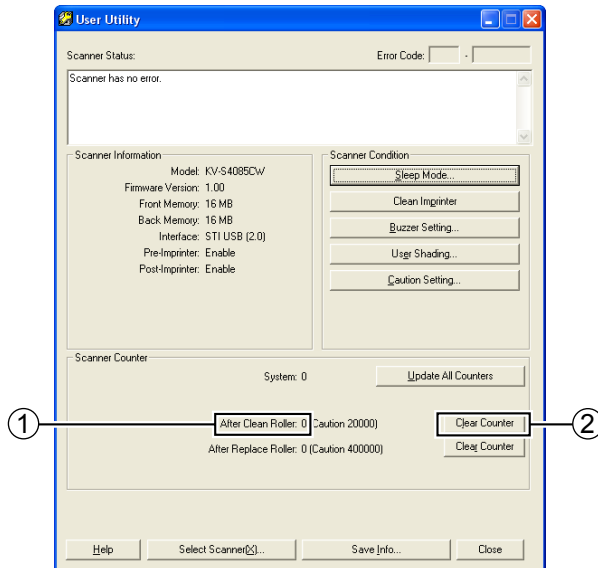 User Utility
Scanner Status:
Error Code:
-
Scanner has no error.
Scanner Information
Model: KV-S4085CW
Firmware Version: 1.00
Front Memory: 16 MB
Back Memory: 16 MB
Interface: STI USB (2.0)
Pre-Imprinter: Enable
Post-Imprinter: Enable
Scanner Condition
Sleep Mode...
Clean Imprinter
Buzzer Setting...
User Shading...
Caution Setting...
Scanner Counter
System: 0
Update All Counters
① After Clean Roller: 0 (Caution 20000) Clear Counter ②
After Replace Roller: 0 (Caution 400000) Clear Counter
Help
Select Scanner(X)...
Save Info...
Close